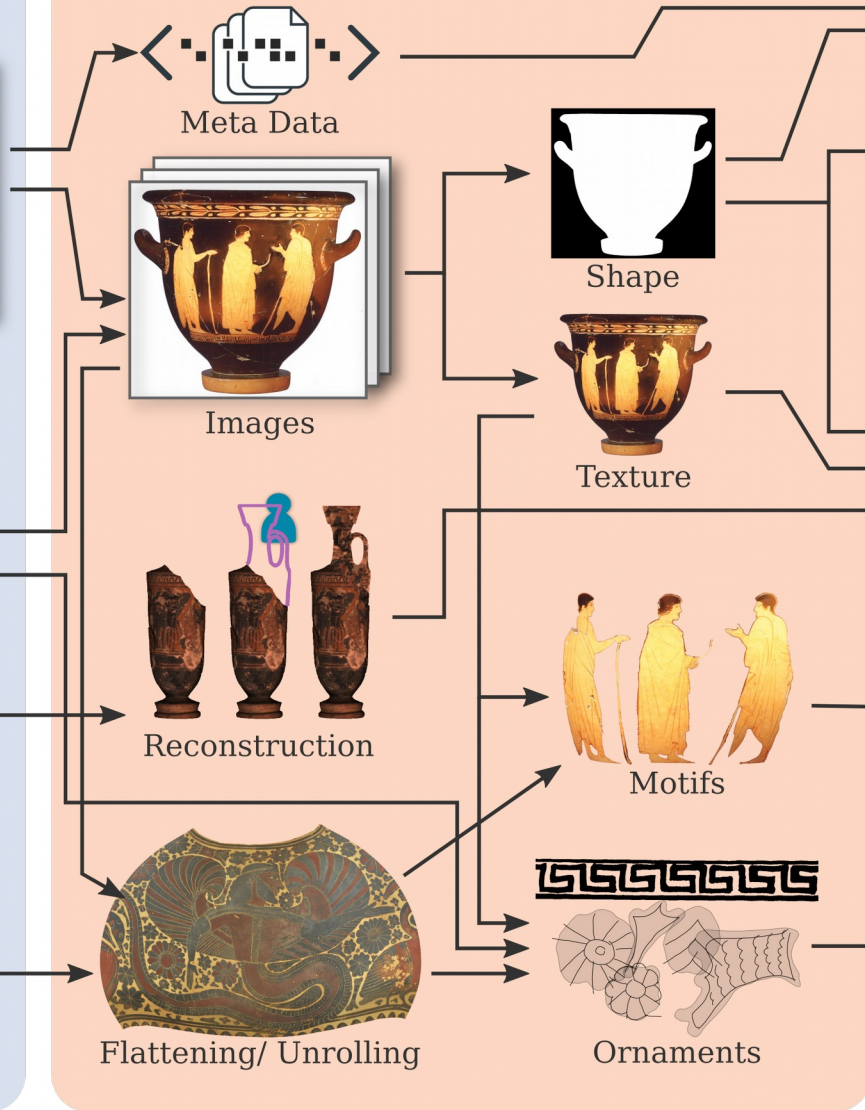 Meta Data
Shape
Images
Texture
Reconstruction
Motifs
Flattening/ Unrolling
Ornaments